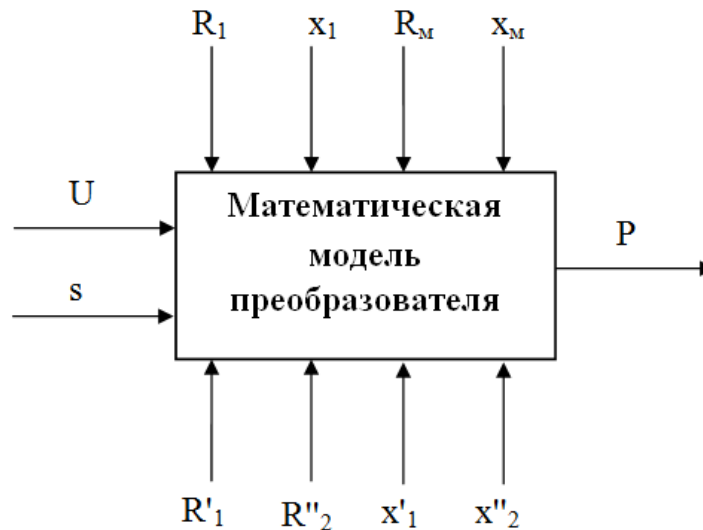 R₁ x₁ Rм xм
U
Математическая
модель
преобразователя
P
s
R'₁ R"₂ x'₁ x"₂